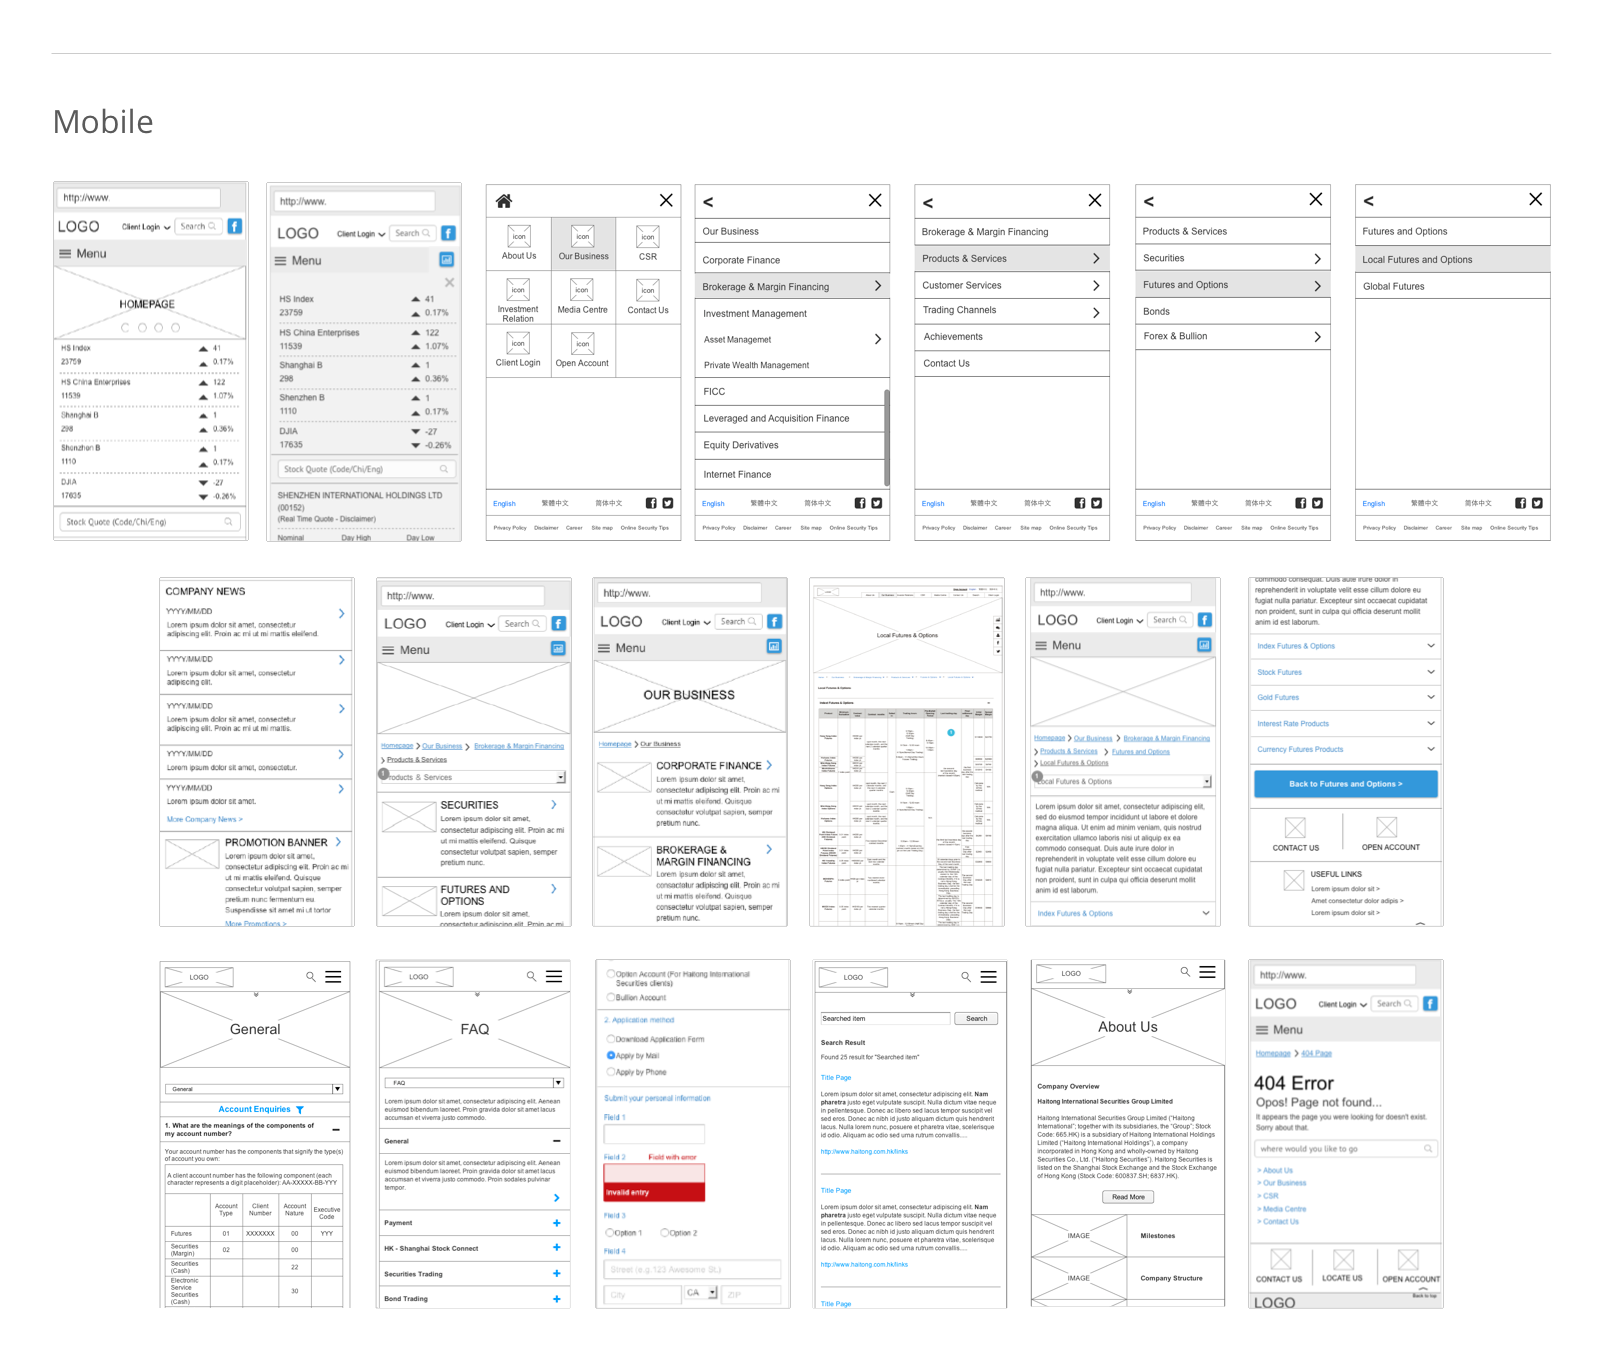 Mobile
http://www.
LOGO
Client Login
Search
Menu
HOMEPAGE
HS Index
41
23759
0.17%
HS China Enterprises
122
11539
1.07%
Shanghai B
1
298
0.36%
Shenzhen B
1
1110
0.17%
DJIA
-27
17635
-0.26%
Stock Quote (Code/Chi/Eng)
http://www.
LOGO
Client Login
Search
Menu
HS Index
41
23759
0.17%
HS China Enterprises
122
11539
1.07%
Shanghai B
1
298
0.36%
Shenzhen B
1
1110
0.17%
DJIA
-27
17635
-0.26%
Stock Quote (Code/Chi/Eng)
SHENZHEN INTERNATIONAL HOLDINGS LTD
(00152)
(Real Time Quote - Disclaimer)
Nominal Day High Day Low
icon icon icon
About Us Our Business CSR
icon icon icon
Investment Relation Media Centre Contact Us
icon icon
Client Login Open Account
English 繁體中文 简体中文
Privacy Policy Disclaimer Career Site map Online Security Tips
<
Our Business
Corporate Finance
Brokerage & Margin Financing
Investment Management
Asset Managemet
Private Wealth Management
FICC
Leveraged and Acquisition Finance
Equity Derivatives
Internet Finance
English 繁體中文 简体中文
Privacy Policy Disclaimer Career Site map Online Security Tips
<
Brokerage & Margin Financing
Products & Services
Customer Services
Trading Channels
Achievements
Contact Us
English 繁體中文 简体中文
Privacy Policy Disclaimer Career Site map Online Security Tips
<
Products & Services
Securities
Futures and Options
Bonds
Forex & Bullion
English 繁體中文 简体中文
Privacy Policy Disclaimer Career Site map Online Security Tips
<
Futures and Options
Local Futures and Options
Global Futures
English 繁體中文 简体中文
Privacy Policy Disclaimer Career Site map Online Security Tips
COMPANY NEWS
YYYY/MM/DD
Lorem ipsum dolor sit amet, consectetur
adipiscing elit. Proin ac mi ut mi mattis eleifend.
YYYY/MM/DD
Lorem ipsum dolor sit amet, consectetur
adipiscing elit.
YYYY/MM/DD
Lorem ipsum dolor sit amet, consectetur
adipiscing elit. Proin ac mi ut mi mattis.
YYYY/MM/DD
Lorem ipsum dolor sit amet, consectetur.
YYYY/MM/DD
Lorem ipsum dolor sit amet.
More Company News >
PROMOTION BANNER
Lorem ipsum dolor sit amet,
consectetur adipiscing elit. Proin ac mi
ut mi mattis eleifend. Quisque
consectetur volutpat sapien, semper
pretium nunc fermentum eu
Suspendisse sit amet mi ut tortor
More Promotions >
http://www.
LOGO
Client Login
Search
Menu
Homepage > Our Business > Brokerage & Margin Financing
> Products & Services
1
Products & Services
SECURITIES
Lorem ipsum dolor sit amet,
consectetur adipiscing elit. Proin ac mi
ut mi mattis eleifend. Quisque
consectetur volutpat sapien, semper
pretium nunc.
FUTURES AND
OPTIONS
Lorem ipsum dolor sit amet,
consectetur adipiscing elit. Proin ac mi
http://www.
LOGO
Client Login
Search
Menu
OUR BUSINESS
Homepage > Our Business
CORPORATE FINANCE
Lorem ipsum dolor sit amet,
consectetur adipiscing elit. Proin ac mi
ut mi mattis eleifend. Quisque
consectetur volutpat sapien, semper
pretium nunc.
BROKERAGE &
MARGIN FINANCING
Lorem ipsum dolor sit amet,
consectetur adipiscing elit. Proin ac mi
ut mi mattis eleifend. Quisque
consectetur volutpat sapien, semper
pretium nunc.
Local Futures & Options
Local Futures & Options
Index Futures & Options
http://www.
LOGO
Client Login
Search
Menu
Homepage > Our Business > Brokerage & Margin Financing
> Products & Services > Futures and Options
> Local Futures & Options
1
Local Futures & Options
Lorem ipsum dolor sit amet, consectetur adipiscing elit,
sed do eiusmod tempor incididunt ut labore et dolore
magna aliqua. Ut enim ad minim veniam, quis nostrud
exercitation ullamco laboris nisi ut aliquip ex ea
commodo consequat. Duis aute irure dolor in
reprehenderit in voluptate velit esse cillum dolore eu
fugiat nulla pariatur. Excepteur sint occaecat cupidatat
non proident, sunt in culpa qui officia deserunt mollit
anim id est laborum.
Index Futures & Options
commodo consequat. Duis aute irure dolor in
reprehenderit in voluptate velit esse cillum dolore eu
fugiat nulla pariatur. Excepteur sint occaecat cupidatat
non proident, sunt in culpa qui officia deserunt mollit
anim id est laborum.
Index Futures & Options
Stock Futures
Gold Futures
Interest Rate Products
Currency Futures Products
Back to Futures and Options >
CONTACT US OPEN ACCOUNT
USEFUL LINKS
Lorem ipsum dolor sit >
Amet consectetur dolor adipis >
Lorem ipsum dolor sit >
LOGO
General
General
Account Enquiries
1. What are the meanings of the components of
my account number?
Your account number has the components that signify the type(s)
of account you own:
A client account number has the following component (each
character represents a digit placeholder): AA-XXXXX-BB-YYY
Account Type Client Number Account Nature Executive Code
Futures 01 XXXXXXX 00 YYY
Securities (Margin) 02 00
Securities (Cash) 22
Electronic Service Securities (Cash) 30
LOGO
FAQ
FAQ
Lorem ipsum dolor sit amet, consectetur adipiscing elit. Aenean
euismod bibendum laoreet. Proin gravida dolor sit amet lacus
accumsan et viverra justo commodo.
General
Lorem ipsum dolor sit amet, consectetur adipiscing elit. Aenean
euismod bibendum laoreet. Proin gravida dolor sit amet lacus
accumsan et viverra justo commodo. Proin sodales pulvinar
tempor.
Payment
HK - Shanghai Stock Connect
Securities Trading
Bond Trading
Option Account (For Haitong International
Securities clients)
Bullion Account
2. Application method:
Download Application Form
Apply by Mail
Apply by Phone
Submit your personal information
Field 1
Field 2 Field with error
Invalid entry
Field 3
Option 1 Option 2
Field 4
Street (e.g.123 Awesome St.)
City CA ZIP
LOGO
Searched item Search
Search Result
Found 25 result for "Searched item"
Title Page
Lorem ipsum dolor sit amet, consectetur adipiscing elit. Nam
pharetra justo eget vulputate suscipit. Nulla dictum vitae neque
in pellentesque. Donec ac libero sed lacus tempor suscipit vel
sed eros. Donec ac nibh id justo aliquam dictum quis hendrerit
lacus. Nulla lorem nunc, posuere et pharetra vitae, scelerisque
id odio. Aliquam ac odio sed urna rutrum convallis....
http://www.haitong.com.hk/links
Title Page
Lorem ipsum dolor sit amet, consectetur adipiscing elit. Nam
pharetra justo eget vulputate suscipit. Nulla dictum vitae neque
in pellentesque. Donec ac libero sed lacus tempor suscipit vel
sed eros. Donec ac nibh id justo aliquam dictum quis hendrerit
lacus. Nulla lorem nunc, posuere et pharetra vitae, scelerisque
id odio. Aliquam ac odio sed urna rutrum convallis....
http://www.haitong.com.hk/links
Title Page
LOGO
About Us
Company Overview
Haitong International Securities Group Limited
Haitong International Securities Group Limited ("Haitong
International"; together with its subsidiaries, the "Group"; Stock
Code: 665.HK) is a subsidiary of Haitong International Holdings
Limited ("Haitong International Holdings"), a company
incorporated in Hong Kong and wholly-owned by Haitong
Securities Co., Ltd. ("Haitong Securities"). Haitong Securities is
listed on the Shanghai Stock Exchange and the Stock Exchange
of Hong Kong (Stock Code: 600837.SH; 6837.HK).
Read More
IMAGE Milestones
IMAGE Company Structure
http://www.
LOGO
Client Login
Search
Menu
Homepage > 404 Page
404 Error
Opos! Page not found...
It appears the page you were looking for doesn't exist.
Sorry about that.
where would you like to go
> About Us
> Our Business
> CSR
> Media Centre
> Contact Us
CONTACT US LOCATE US OPEN ACCOUNT
Back to top
LOGO